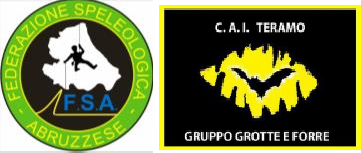 FEDERAZIONE SPELEOLOGICA
F.S.A.
ABRUZZESE
C.A.I. TERAMO
GRUPPO GROTTE E FORRE